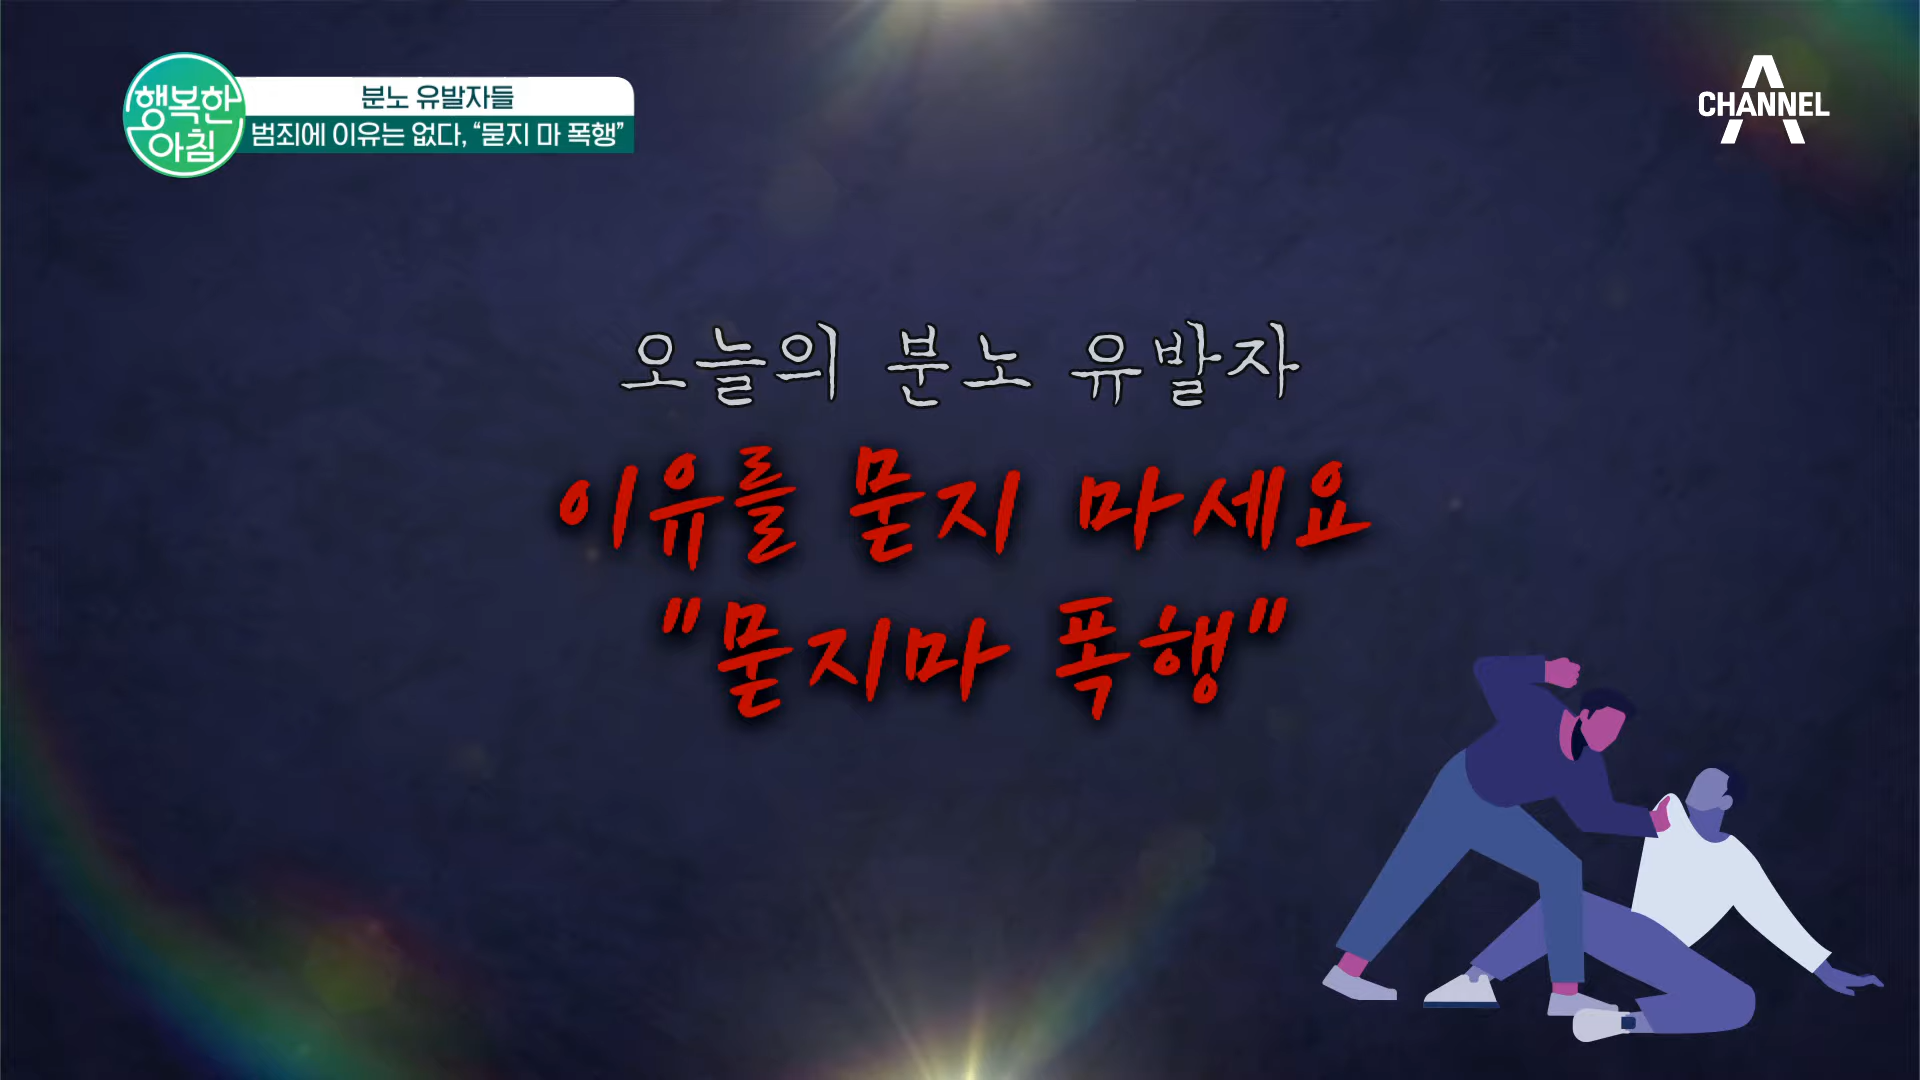 행복한
아침
분노 유발자들
범죄에 이유는 없다, “묻지 마 폭행”
CHANNEL A
오늘의 분노 유발자
이유를 묻지 마세요
"묻지마 폭행"